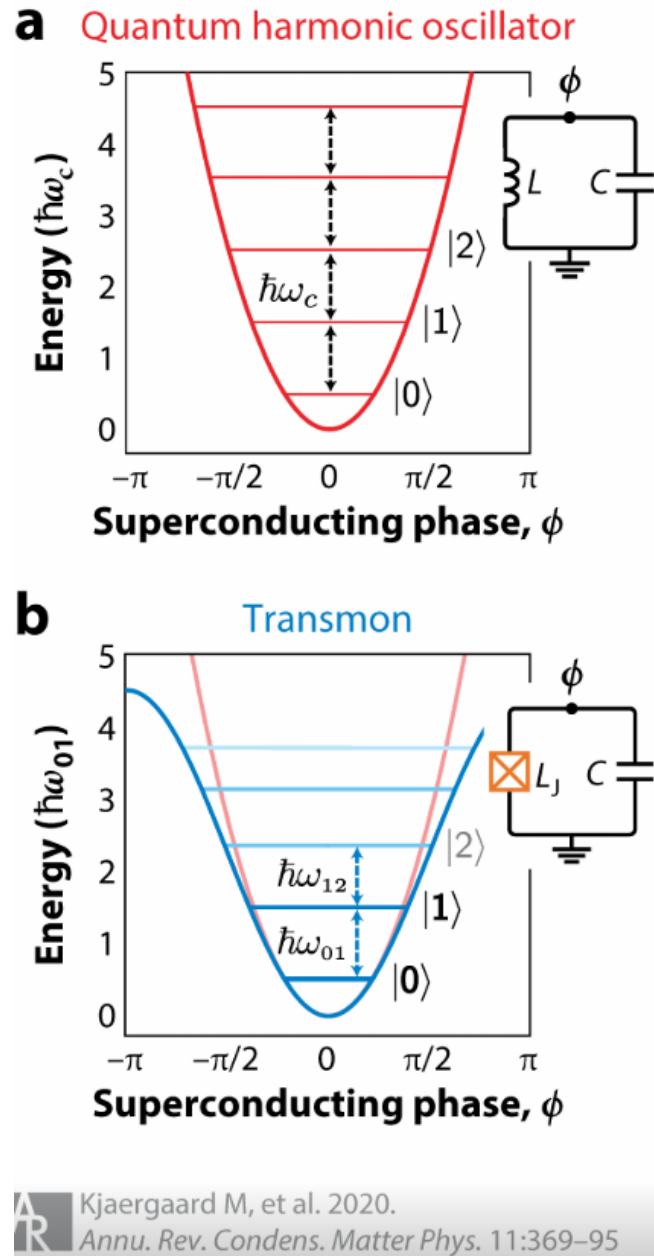 a Quantum harmonic oscillator
5
4
3
2
1
0
Energy (ħω_c)
ħω_c
|2⟩
|1⟩
|0⟩
ϕ
L C
−π −π/2 0 π/2 π
Superconducting phase, ϕ
b Transmon
5
4
3
2
1
0
Energy (ħω_01)
ħω_12
ħω_01
|2⟩
|1⟩
|0⟩
ϕ
L_J C
−π −π/2 0 π/2 π
Superconducting phase, ϕ
AR Kjaergaard M, et al. 2020.
Annu. Rev. Condens. Matter Phys. 11:369–95